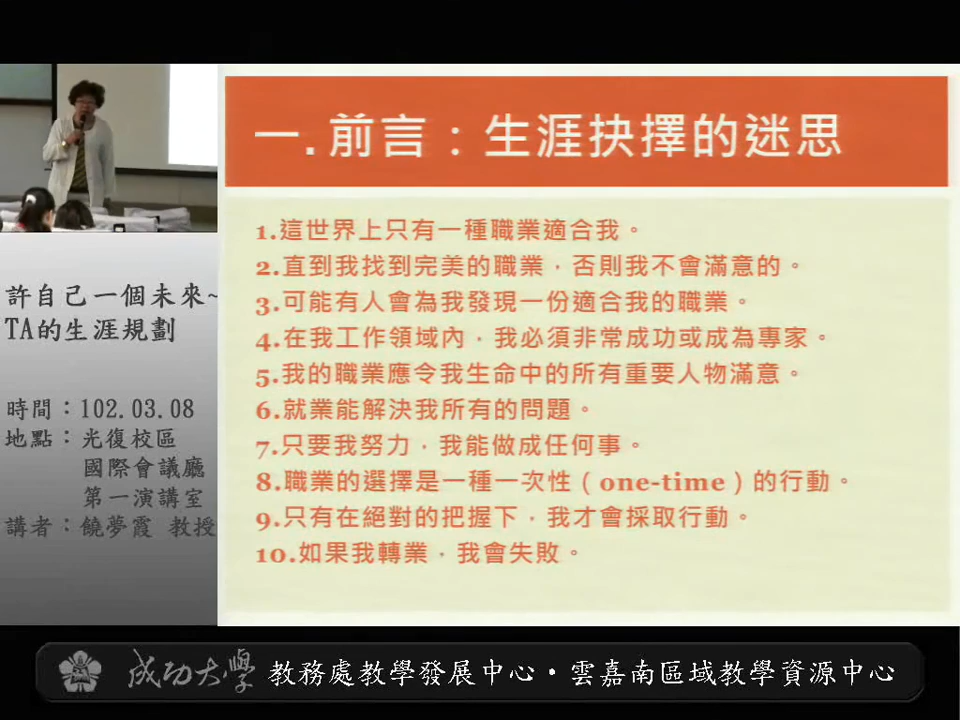 一. 前言：生涯抉擇的迷思
1.這世界上只有一種職業適合我。
2.直到我找到完美的職業，否則我不會滿意的。
3.可能有人會為我發現一份適合我的職業。
4.在我工作領域內，我必須非常成功或成為專家。
5.我的職業應令我生命中的所有重要人物滿意。
6.就業能解決我所有的問題。
7.只要我努力，我能做成任何事。
8.職業的選擇是一種一次性（one-time）的行動。
9.只有在絕對的把握下，我才會採取行動。
10.如果我轉業，我會失敗。
許自己一個未來~
TA的生涯規劃
時間：102.03.08
地點：光復校區
國際會議廳
第一演講室
講者：饒夢霞 教授
成功大學 教務處教學發展中心・雲嘉南區域教學資源中心